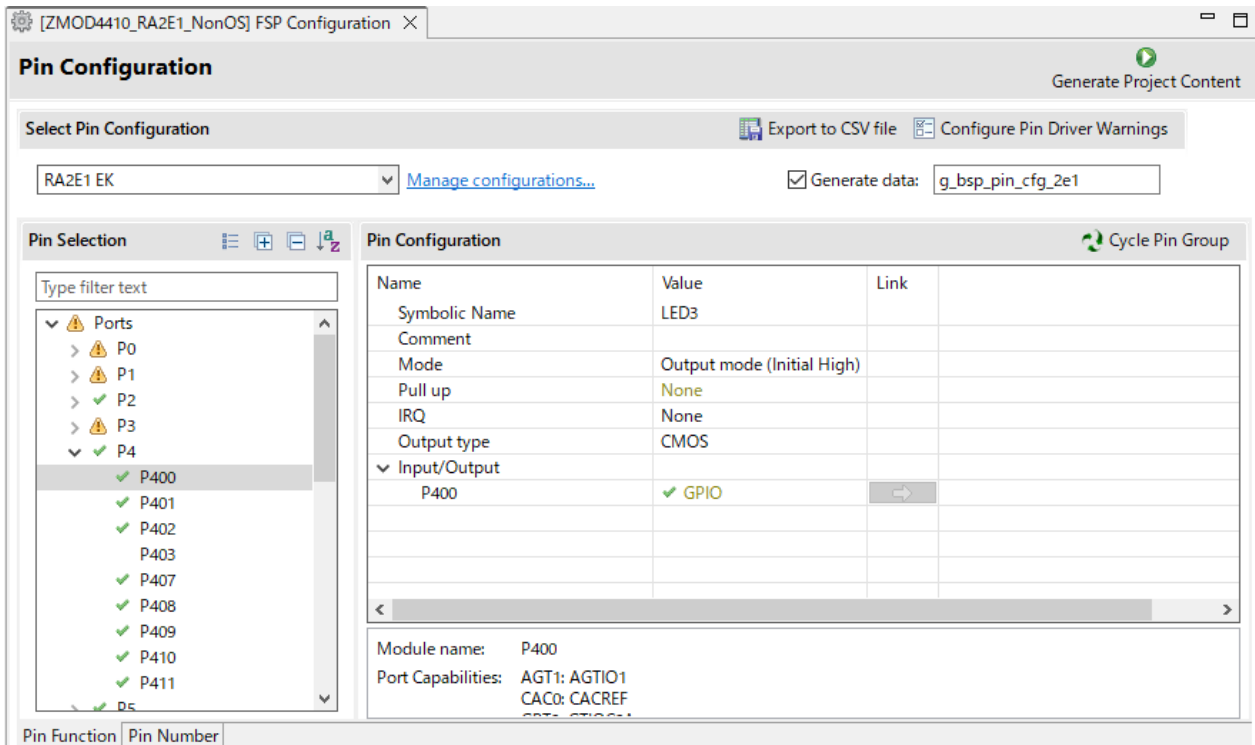 [ZMOD4410_RA2E1_NonOS] FSP Configuration
Pin Configuration
Generate Project Content
Select Pin Configuration
Export to CSV file
Configure Pin Driver Warnings
RA2E1 EK
Manage configurations...
Generate data:
g_bsp_pin_cfg_2e1
Pin Selection
Type filter text
Ports
P0
P1
P2
P3
P4
P400
P401
P402
P403
P407
P408
P409
P410
P411
P5
Pin Configuration
Cycle Pin Group
Name Value Link
Symbolic Name LED3
Comment
Mode Output mode (Initial High)
Pull up None
IRQ None
Output type CMOS
Input/Output
P400 GPIO
Module name: P400
Port Capabilities: AGT1: AGTIO1
CAC0: CACREF
Pin Function Pin Number